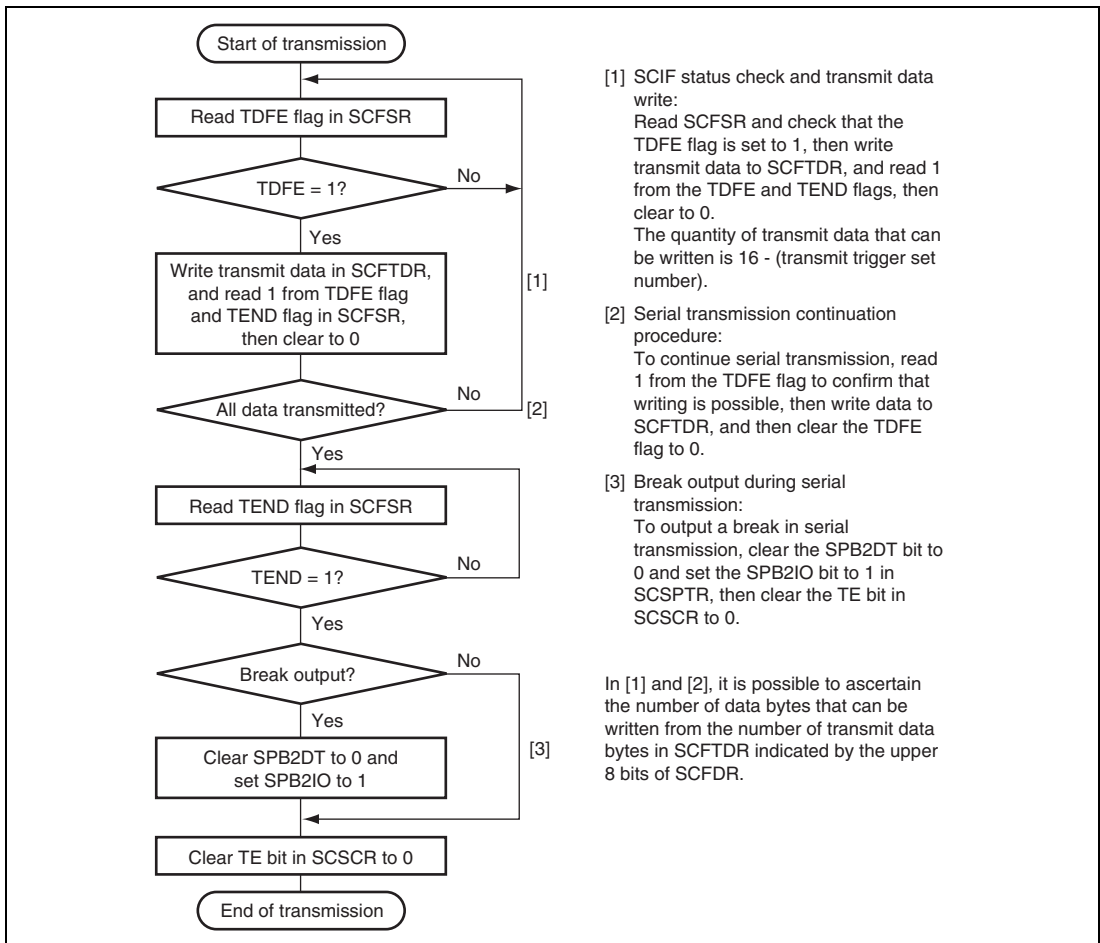 Start of transmission
Read TDFE flag in SCFSR
TDFE = 1?
No
Yes
Write transmit data in SCFTDR,
and read 1 from TDFE flag
and TEND flag in SCFSR,
then clear to 0
[1]
All data transmitted?
No
[2]
Yes
Read TEND flag in SCFSR
TEND = 1?
No
Yes
Break output?
No
Yes
Clear SPB2DT to 0 and
set SPB2IO to 1
[3]
Clear TE bit in SCSCR to 0
End of transmission
[1] SCIF status check and transmit data
write:
Read SCFSR and check that the
TDFE flag is set to 1, then write
transmit data to SCFTDR, and read 1
from the TDFE and TEND flags, then
clear to 0.
The quantity of transmit data that can
be written is 16 - (transmit trigger set
number).
[2] Serial transmission continuation
procedure:
To continue serial transmission, read
1 from the TDFE flag to confirm that
writing is possible, then write data to
SCFTDR, and then clear the TDFE
flag to 0.
[3] Break output during serial
transmission:
To output a break in serial
transmission, clear the SPB2DT bit to
0 and set the SPB2IO bit to 1 in
SCSPTR, then clear the TE bit in
SCSCR to 0.
In [1] and [2], it is possible to ascertain
the number of data bytes that can be
written from the number of transmit data
bytes in SCFTDR indicated by the upper
8 bits of SCFDR.